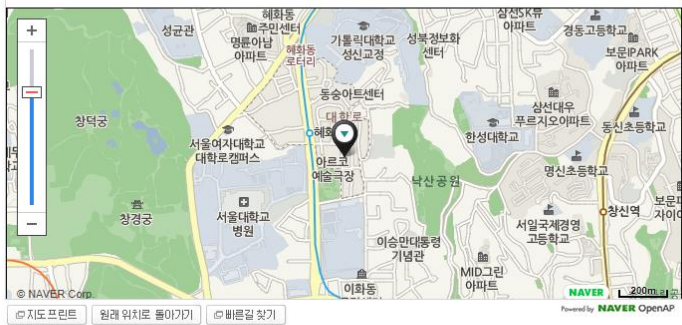 성균관
혜화동
주민센터
명륜아남
아파트
혜화동
로터리
가톨릭대학교
성신교정
성북정보화
센터
삼선SK뷰
아파트
경동고등학교
보문IPARK
아파트
동숭아트센터
대학로
삼선대우
푸르지오아파트
동신초등학교
창덕궁
서울여자대학교
대학로캠퍼스
혜화
한성대학교
아르코
예술극장
낙산공원
명신초등학교
창경궁
서울대학교
병원
창신역
서일국제경영
고등학교
이승만대통령
기념관
MID그린
아파트
이화동
© NAVER Corp.
NAVER
200m
지도프린트
원래 위치로 돌아가기
빠른길 찾기
Powered by NAVER OpenAP